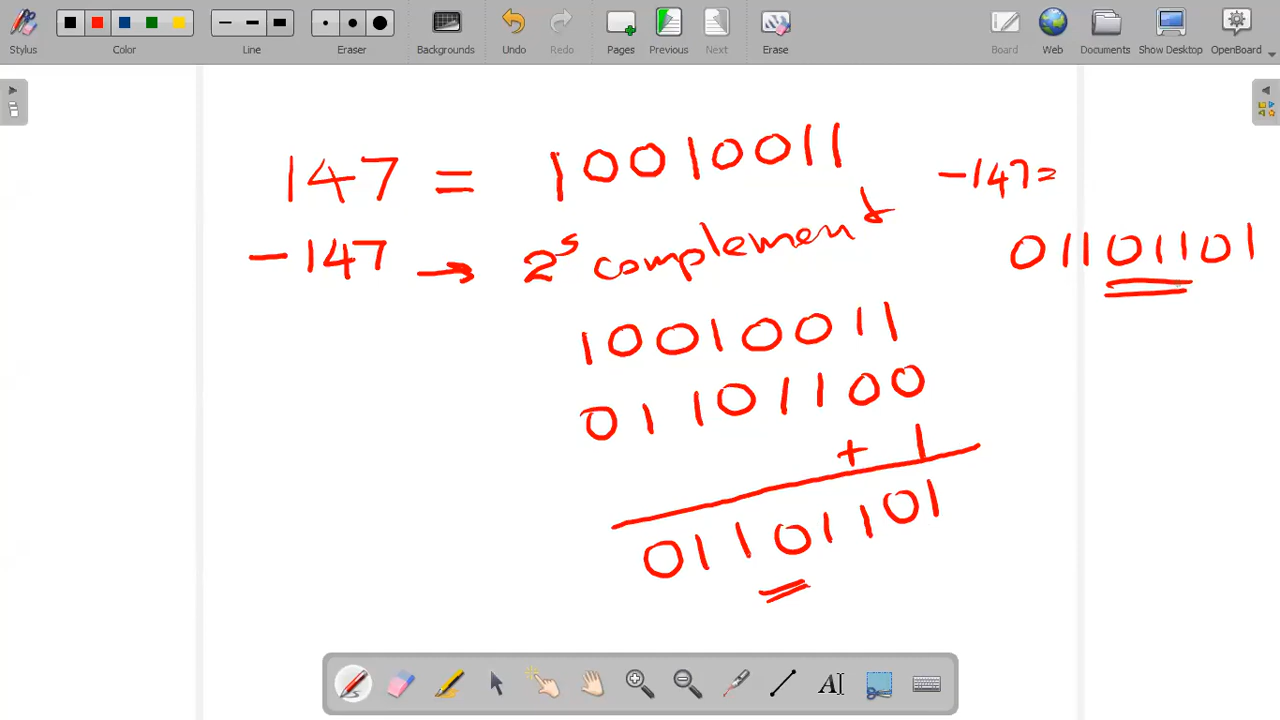 Stylus Color Line Eraser Backgrounds Undo Redo Pages Previous Next Erase Board Web Documents Show Desktop OpenBoard
147 = 10010011
-147 → 2s complement
-147=
01101101
10010011
01101100
+ 1
01101101